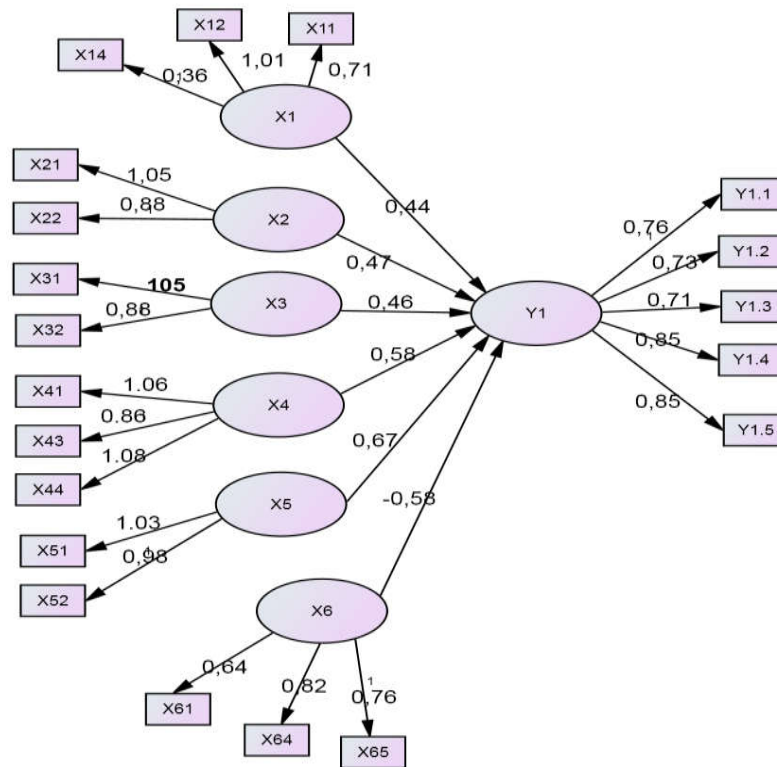 X12
X11
X14
1,01
0,36
0,71
X1
X21
1,05
X22
0,88
X2
0,44
Y1.1
0,76
X31
105
X3
0,47
0,73
Y1.2
X32
0,88
0,46
Y1
0,71
Y1.3
0,58
0,85
Y1.4
X41
1.06
X4
X43
0.86
0,85
X44
1.08
0,67
Y1.5
X51
1.03
X5
-0,58
X52
0,98
X6
0,64
0,82
1
0,76
X61
X64
X65